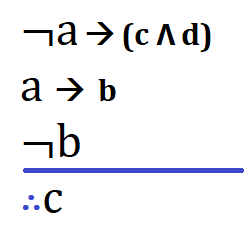 ¬a → (c ∧ d)
a → b
¬b
∴c